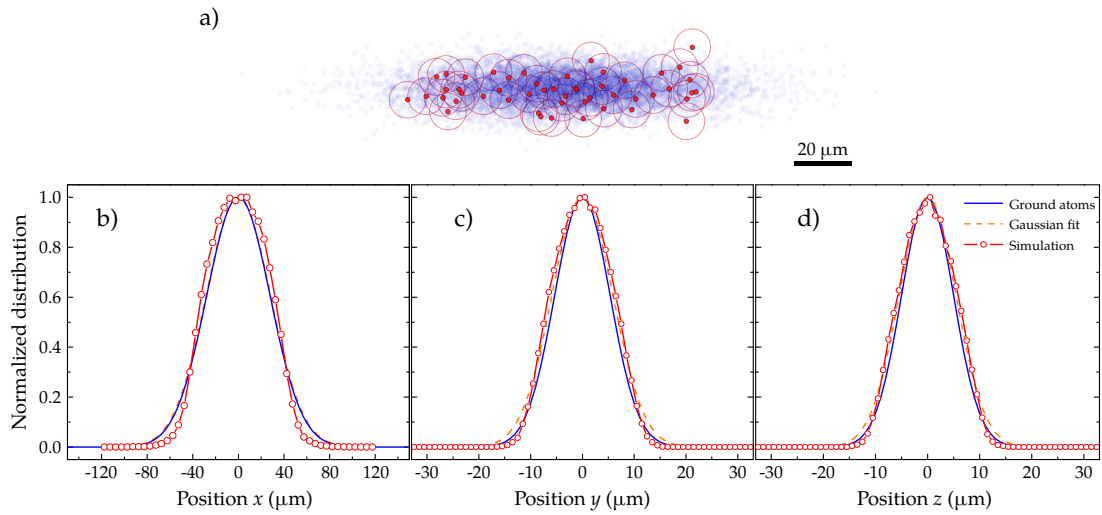 a)
20 μm
b)
c)
d)
Ground atoms
Gaussian fit
Simulation
Normalized distribution
1.0
0.8
0.6
0.4
0.2
0.0
-120 -80 -40 0 40 80 120
-30 -20 -10 0 10 20 30
-30 -20 -10 0 10 20 30
Position x (μm)
Position y (μm)
Position z (μm)